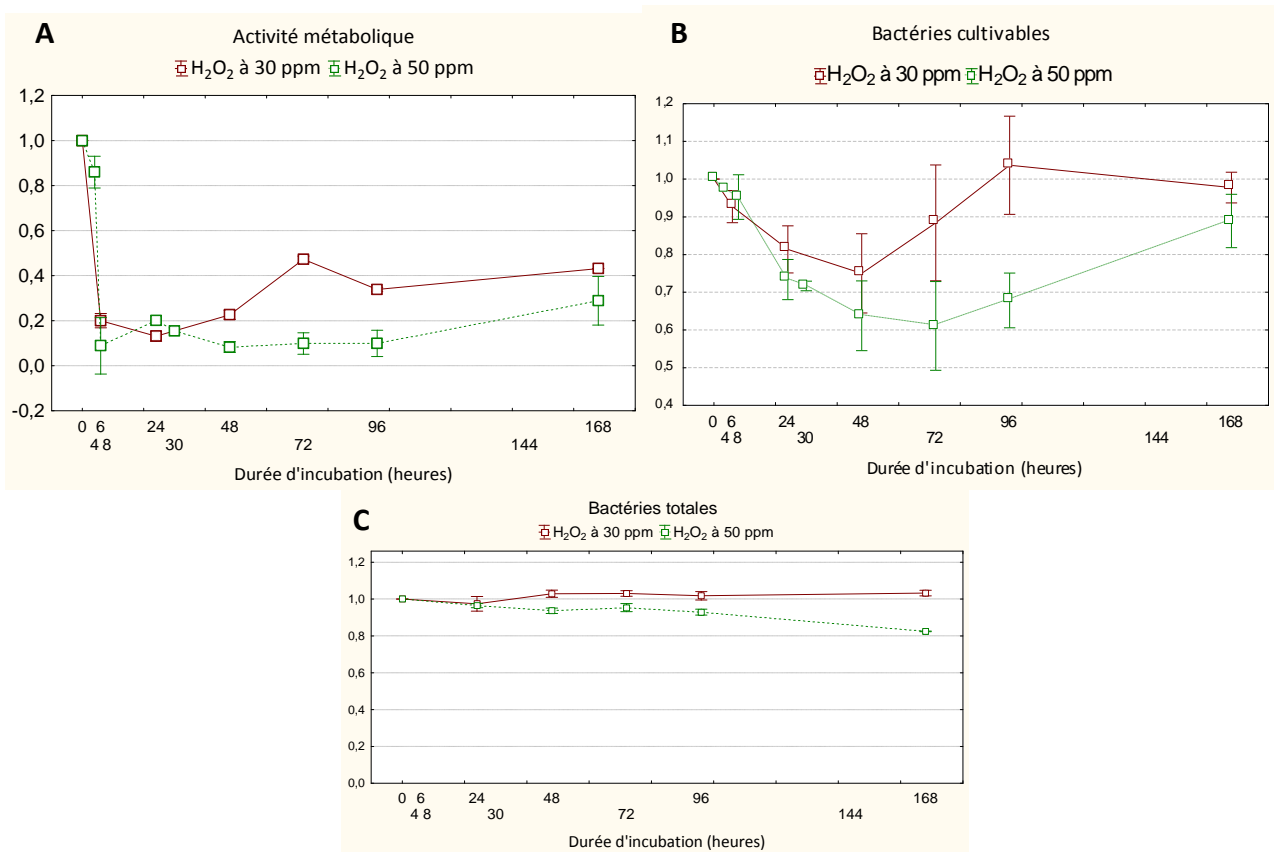 A
Activité métabolique
H₂O₂ à 30 ppm H₂O₂ à 50 ppm
1,2
1,0
0,8
0,6
0,4
0,2
0,0
-0,2
0 6 24 48 96 168
4 8 30 72 144
Durée d'incubation (heures)
B
Bactéries cultivables
H₂O₂ à 30 ppm H₂O₂ à 50 ppm
1,2
1,1
1,0
0,9
0,8
0,7
0,6
0,5
0,4
0 6 24 48 96 168
4 8 30 72 144
Durée d'incubation (heures)
C
Bactéries totales
H₂O₂ à 30 ppm H₂O₂ à 50 ppm
1,2
1,0
0,8
0,6
0,4
0,2
0,0
0 6 24 48 96 168
4 8 30 72 144
Durée d'incubation (heures)